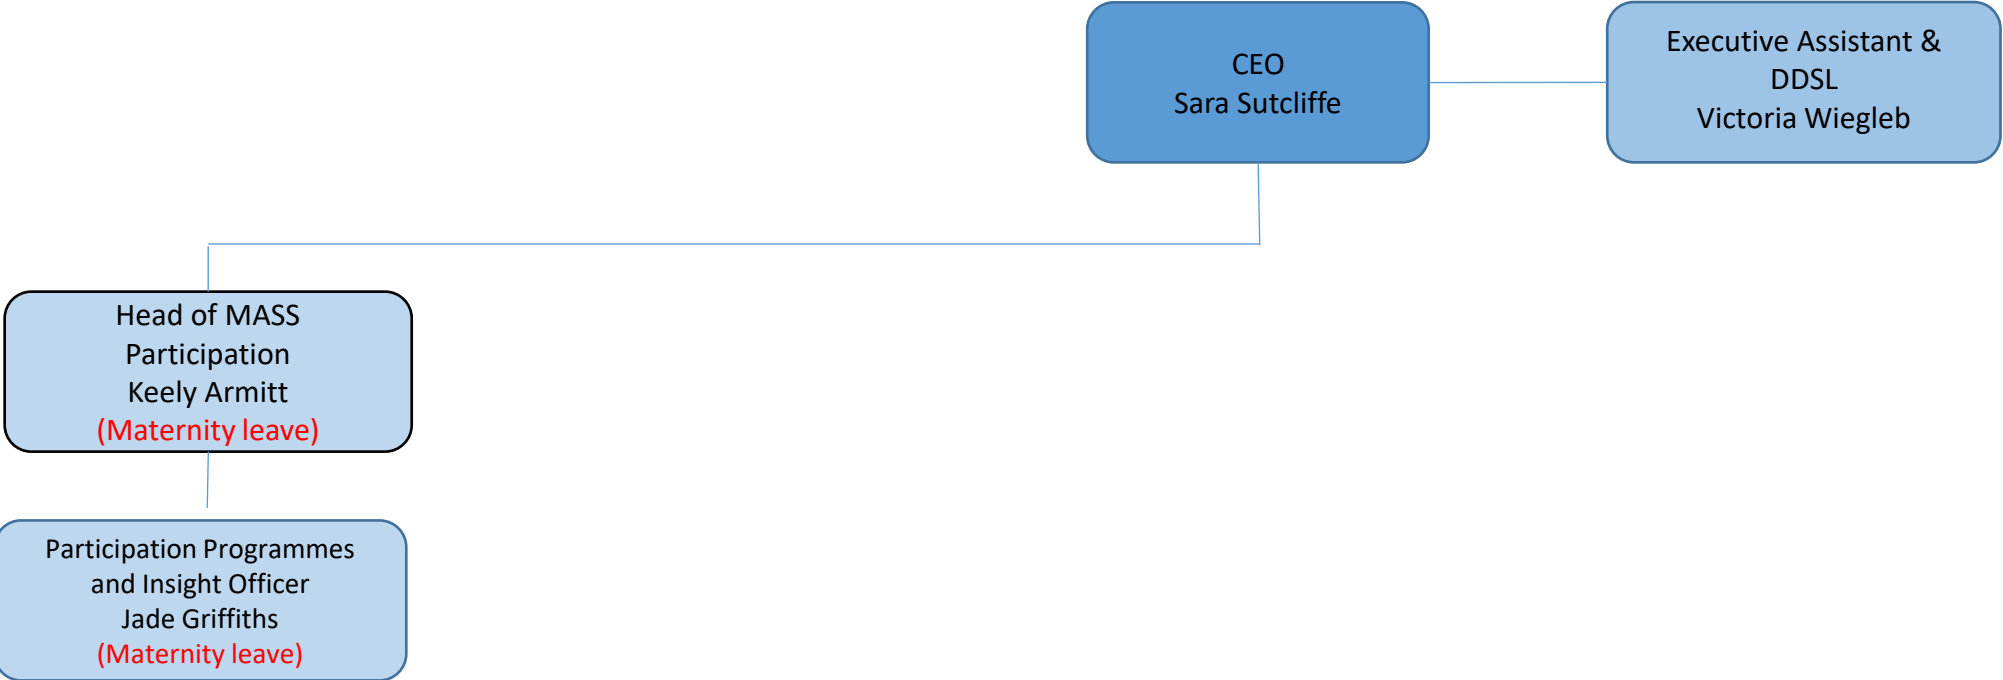 CEO
Sara Sutcliffe
Executive Assistant &
DDSL
Victoria Wiegleb
Head of MASS
Participation
Keely Armitt
(Maternity leave)
Participation Programmes
and Insight Officer
Jade Griffiths
(Maternity leave)